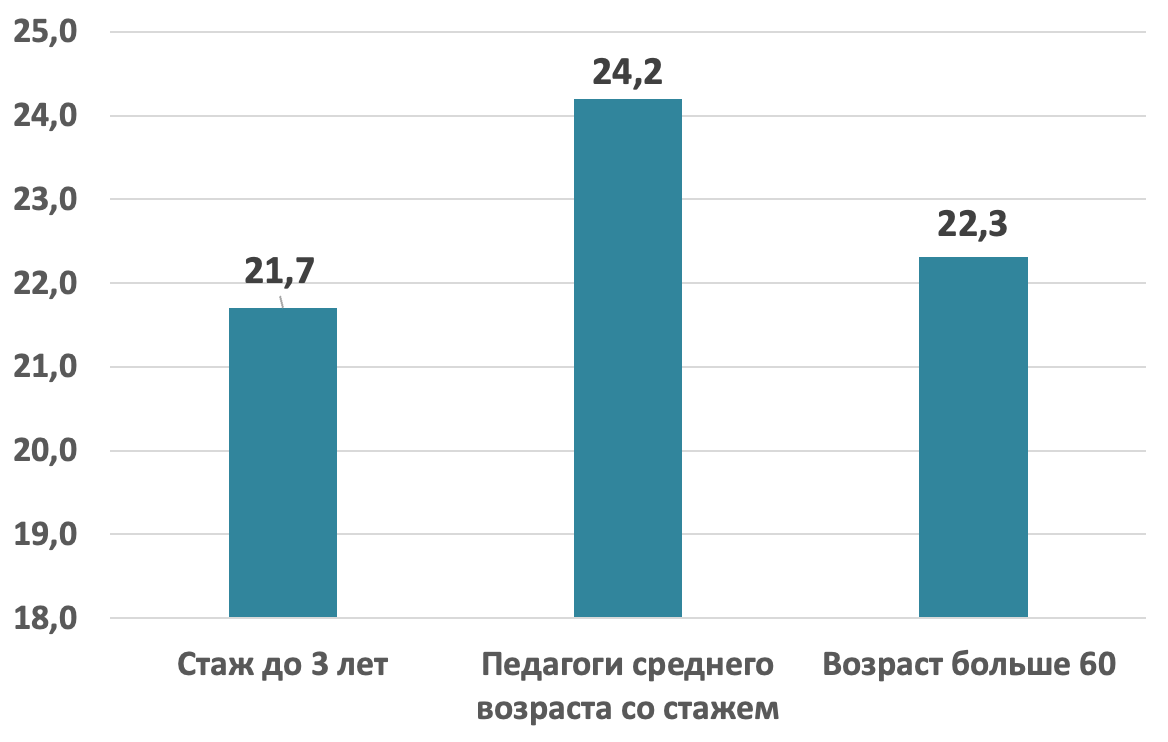 25,0
24,0
23,0
22,0
21,0
20,0
19,0
18,0
21,7
24,2
22,3
Стаж до 3 лет
Педагоги среднего
возраста со стажем
Возраст больше 60